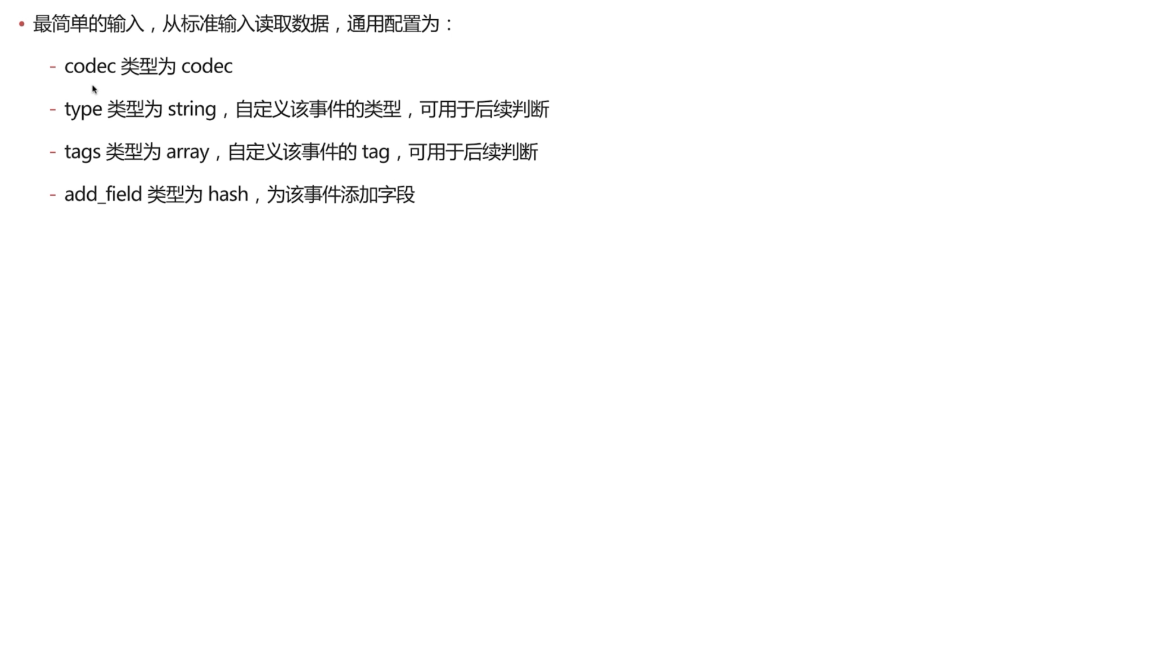 • 最简单的输入，从标准输入读取数据，通用配置为：
- codec 类型为 codec
- type 类型为 string，自定义该事件的类型，可用于后续判断
- tags 类型为 array，自定义该事件的 tag，可用于后续判断
- add_field 类型为 hash，为该事件添加字段